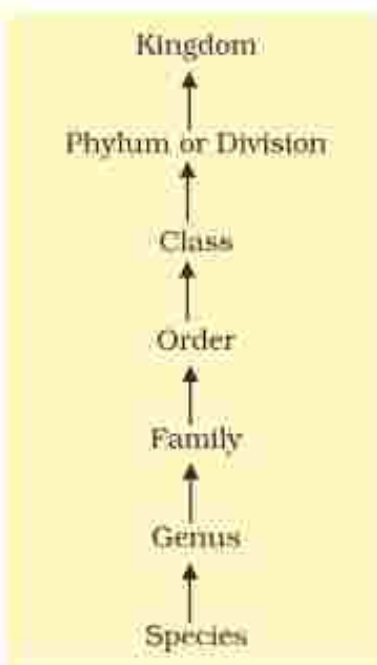 Kingdom
Phylum or Division
Class
Order
Family
Genus
Species